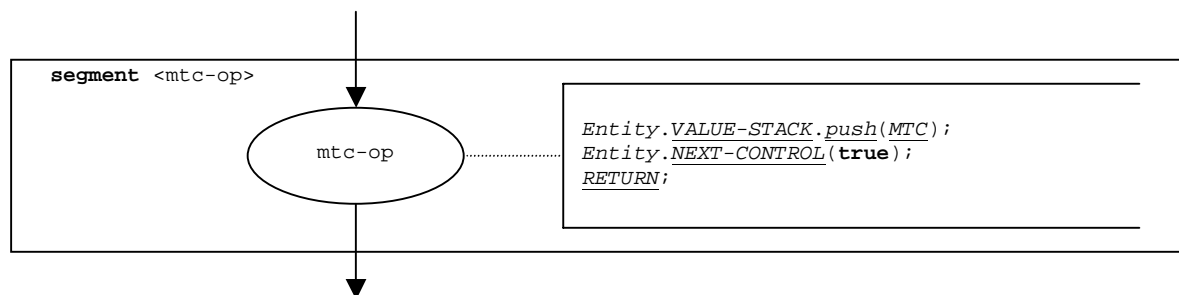 segment <mtc-op>
mtc-op
Entity.VALUE-STACK.push(MTC);
Entity.NEXT-CONTROL(true);
RETURN;